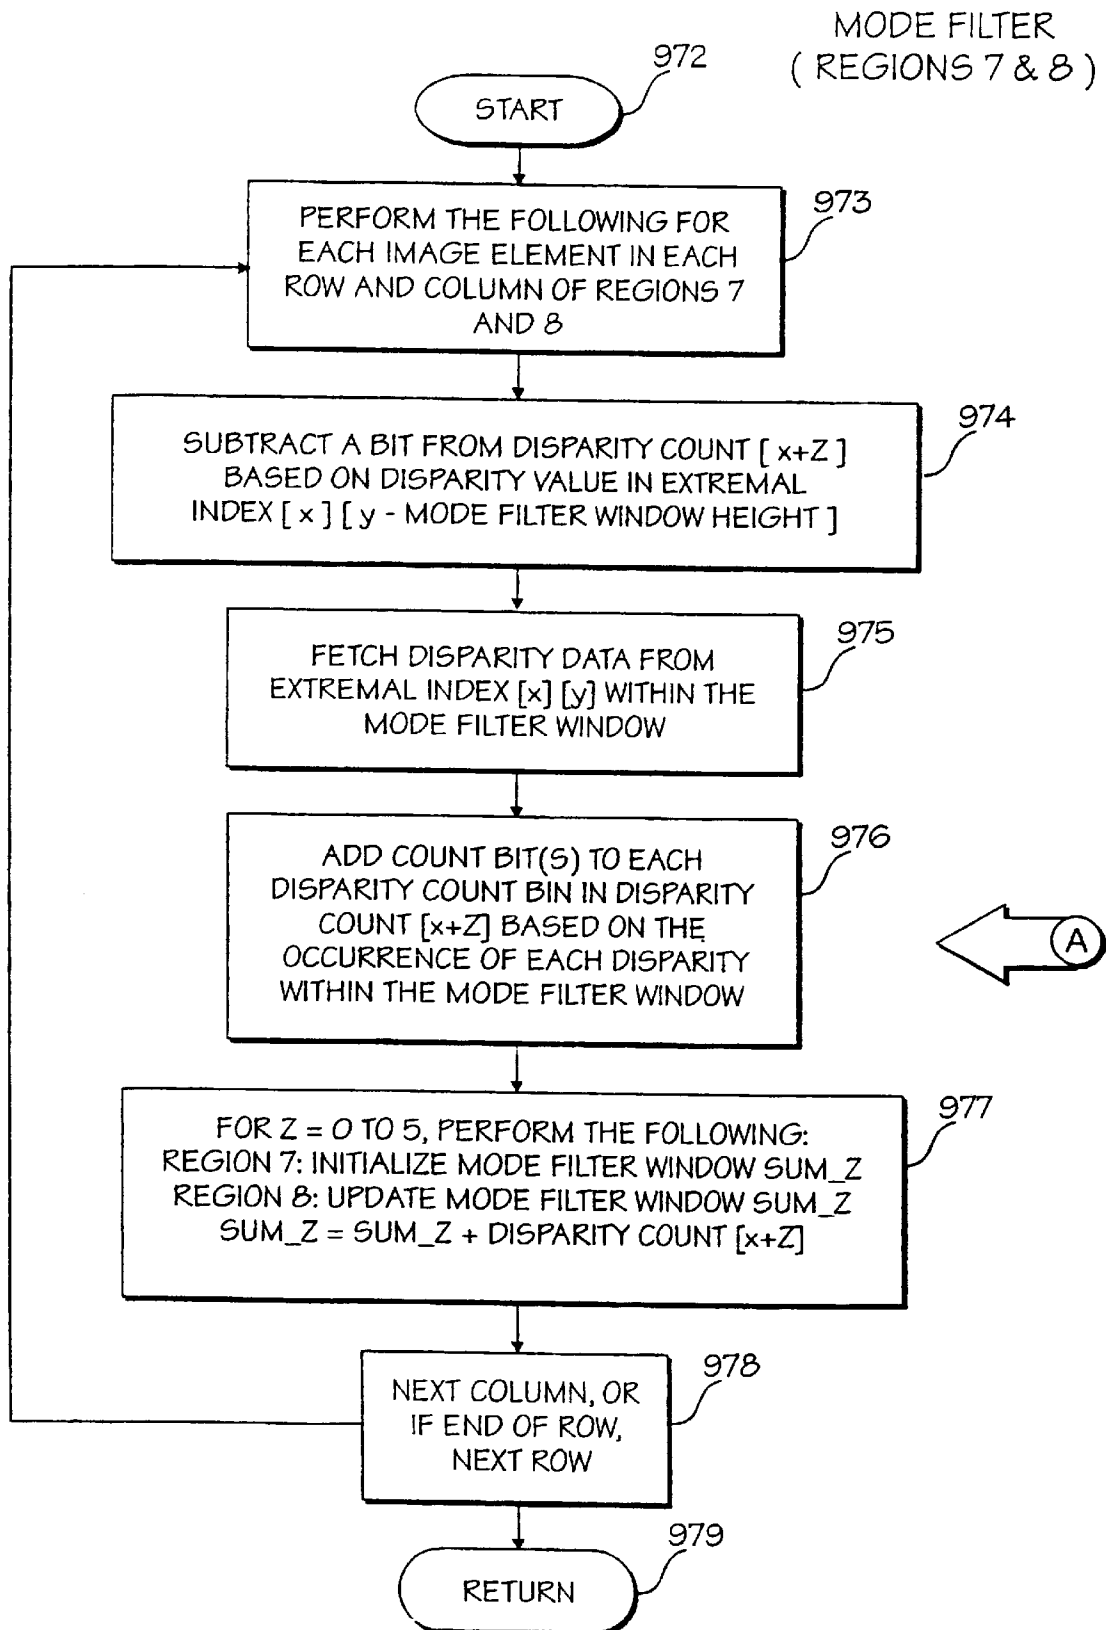 MODE FILTER
( REGIONS 7 & 8 )
972
START
973
PERFORM THE FOLLOWING FOR
EACH IMAGE ELEMENT IN EACH
ROW AND COLUMN OF REGIONS 7
AND 8
974
SUBTRACT A BIT FROM DISPARITY COUNT [ x+Z ]
BASED ON DISPARITY VALUE IN EXTREMAL
INDEX [ x ] [ y - MODE FILTER WINDOW HEIGHT ]
975
FETCH DISPARITY DATA FROM
EXTREMAL INDEX [x] [y] WITHIN THE
MODE FILTER WINDOW
976
ADD COUNT BIT(S) TO EACH
DISPARITY COUNT BIN IN DISPARITY
COUNT [x+Z] BASED ON THE
OCCURRENCE OF EACH DISPARITY
WITHIN THE MODE FILTER WINDOW
A
977
FOR Z = 0 TO 5, PERFORM THE FOLLOWING:
REGION 7: INITIALIZE MODE FILTER WINDOW SUM_Z
REGION 8: UPDATE MODE FILTER WINDOW SUM_Z
SUM_Z = SUM_Z + DISPARITY COUNT [x+Z]
978
NEXT COLUMN, OR
IF END OF ROW,
NEXT ROW
979
RETURN